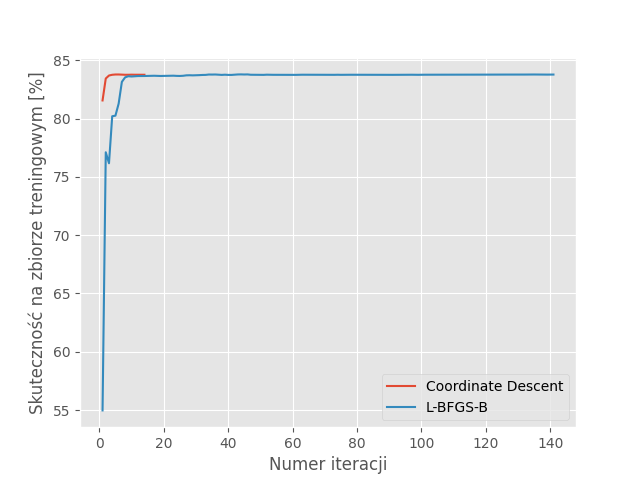 85
80
75
70
65
60
55
Skuteczność na zbiorze treningowym [%]
0 20 40 60 80 100 120 140
Numer iteracji
Coordinate Descent
L-BFGS-B